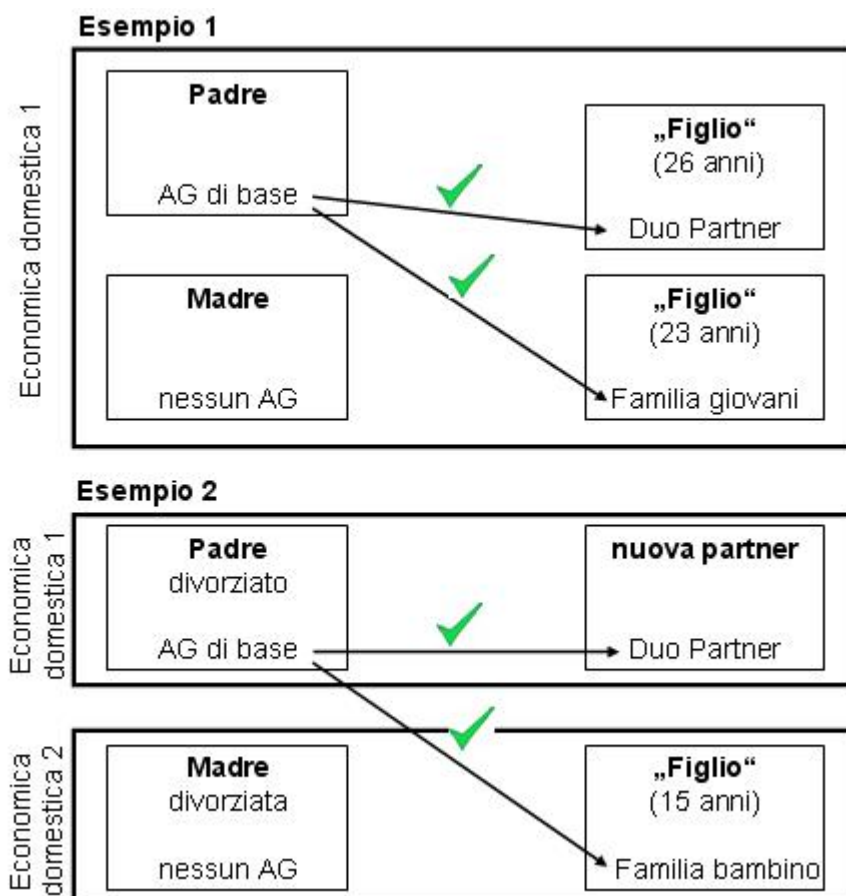 Esempio 1
Economica domestica 1
Padre
AG di base
„Figlio“
(26 anni)
Duo Partner
Madre
nessun AG
„Figlio“
(23 anni)
Familia giovani
Esempio 2
Economica
domestica 1
Padre
divorziato
AG di base
nuova partner
Duo Partner
Economica
domestica 2
Madre
divorziata
nessun AG
„Figlio“
(15 anni)
Familia bambino